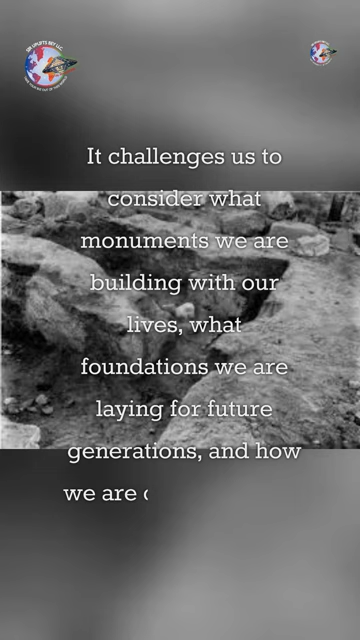 It challenges us to
consider what
monuments we are
building with our
lives, what
foundations we are
laying for future
generations, and how
we are